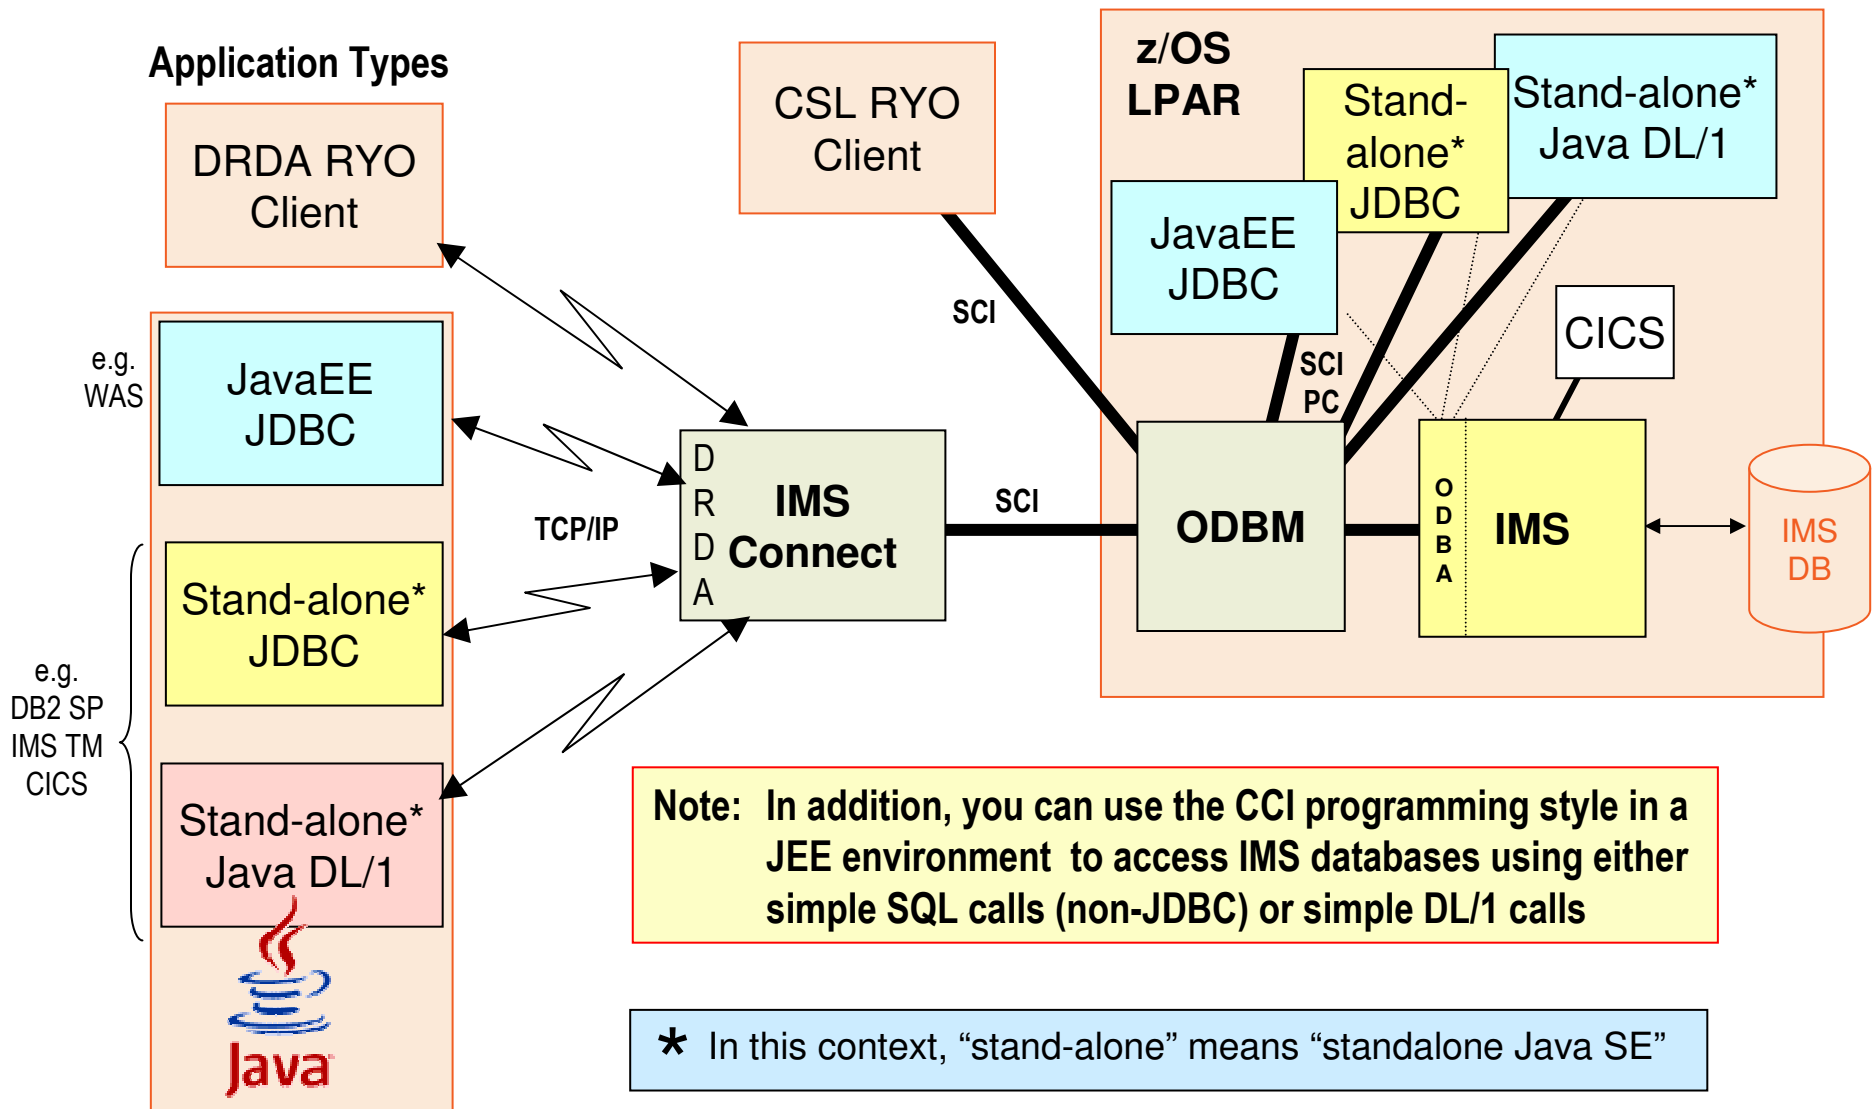 Application Types
DRDA RYO
Client
e.g.
WAS
JavaEE
JDBC
Stand-alone*
JDBC
e.g.
DB2 SP
IMS TM
CICS
Stand-alone*
Java DL/1
Java
TCP/IP
D
R
D
A
IMS
Connect
CSL RYO
Client
SCI
SCI
z/OS
LPAR
JavaEE
JDBC
Stand-
alone*
JDBC
Stand-alone*
Java DL/1
SCI
PC
CICS
ODBM
O
D
B
A
IMS
IMS
DB
Note: In addition, you can use the CCI programming style in a
JEE environment to access IMS databases using either
simple SQL calls (non-JDBC) or simple DL/1 calls
* In this context, “stand-alone” means “standalone Java SE”